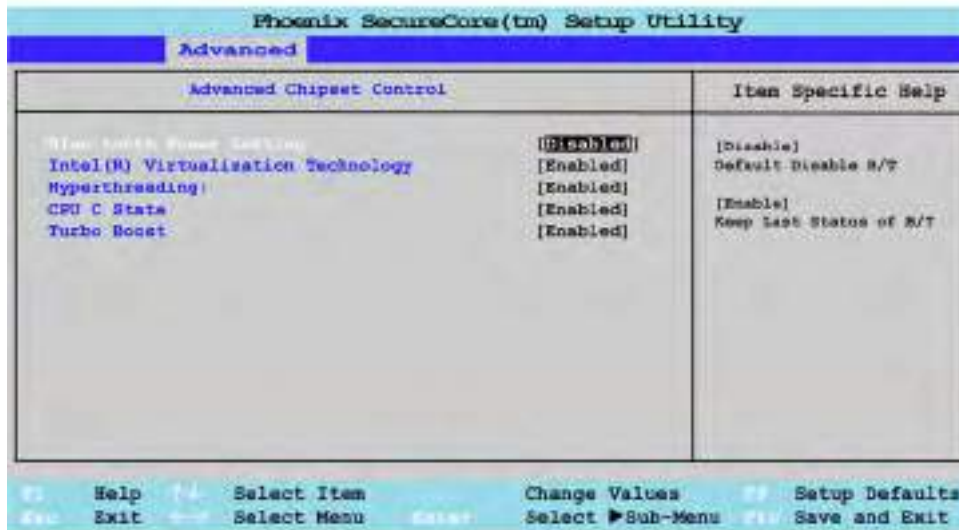 Phoenix SecureCore(tm) Setup Utility
Advanced
Advanced Chipset Control
Item Specific Help
[Disabled]
Intel(R) Virtualization Technology [Enabled]
Hyperthreading: [Enabled]
CPU C State [Enabled]
Turbo Boost [Enabled]
[Disable]
Default Disable B/T
[Enable]
Keep Last Status of B/T
Help Select Item Change Values Setup Defaults
Esc Exit Select Menu Enter Select ▶Sub-Menu Save and Exit